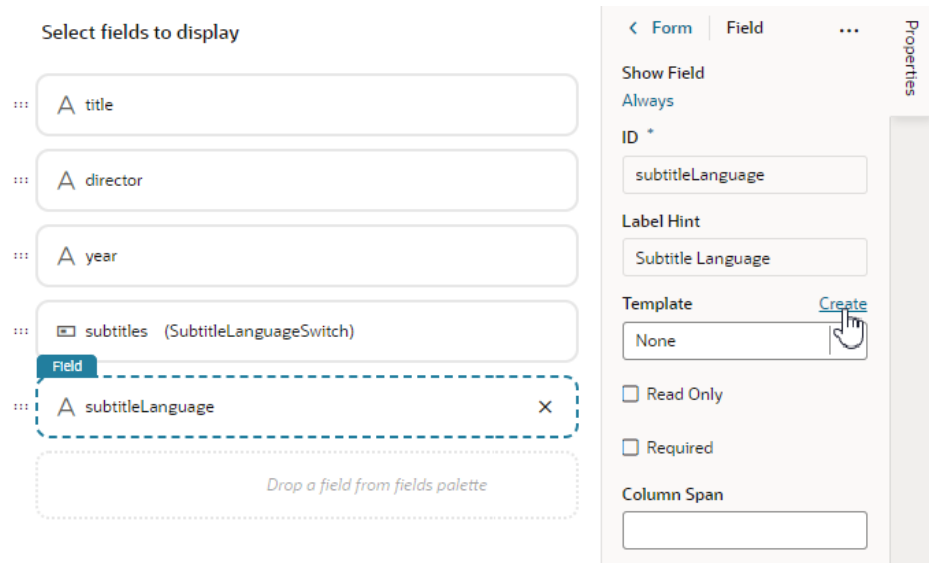 Select fields to display
title
director
year
subtitles (SubtitleLanguageSwitch)
Field
subtitleLanguage
Drop a field from fields palette
Form Field
Show Field
Always
ID *
subtitleLanguage
Label Hint
Subtitle Language
Template Create
None
Read Only
Required
Column Span
Properties